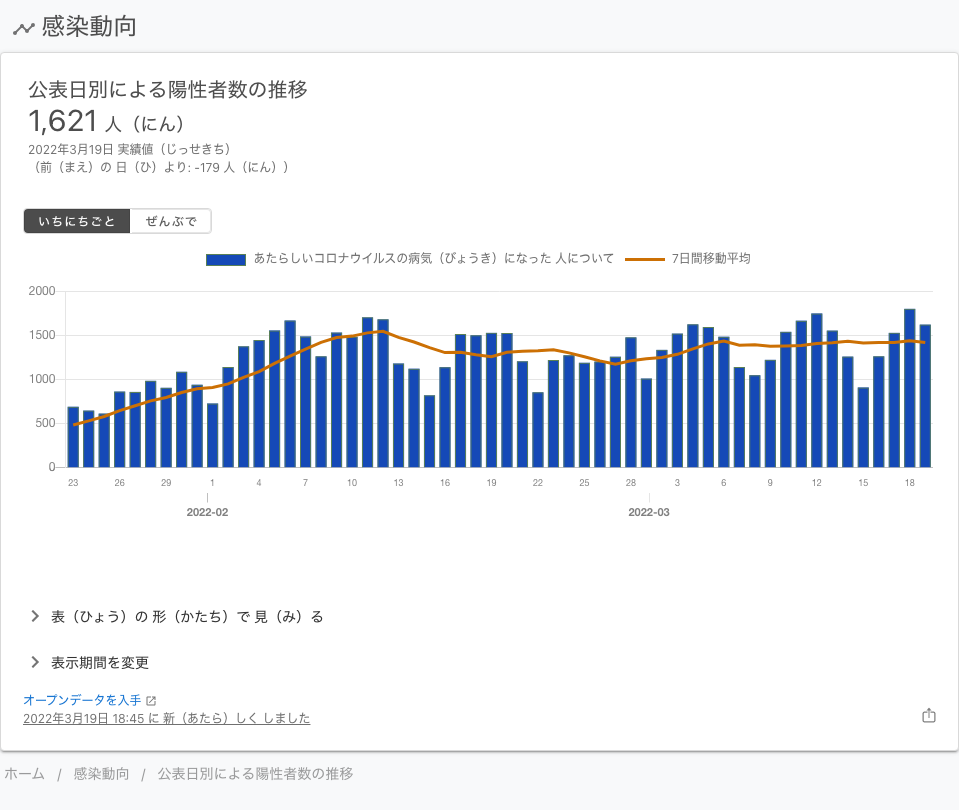 感染動向
公表日別による陽性者数の推移
1,621 人（にん）
2022年3月19日 実績値（じっせきち）
（前（まえ）の 日（ひ）より: -179 人（にん））
いちにちごと ぜんぶで
あたらしいコロナウイルスの病気（びょうき）になった 人について 7日間移動平均
2000
1500
1000
500
0
23 26 29 1 4 7 10 13 16 19 22 25 28 3 6 9 12 15 18
2022-02 2022-03
表（ひょう）の 形（かたち）で 見（み）る
表示期間を変更
オープンデータを入手
2022年3月19日 18:45 に 新（あたら）しく しました
ホーム / 感染動向 / 公表日別による陽性者数の推移